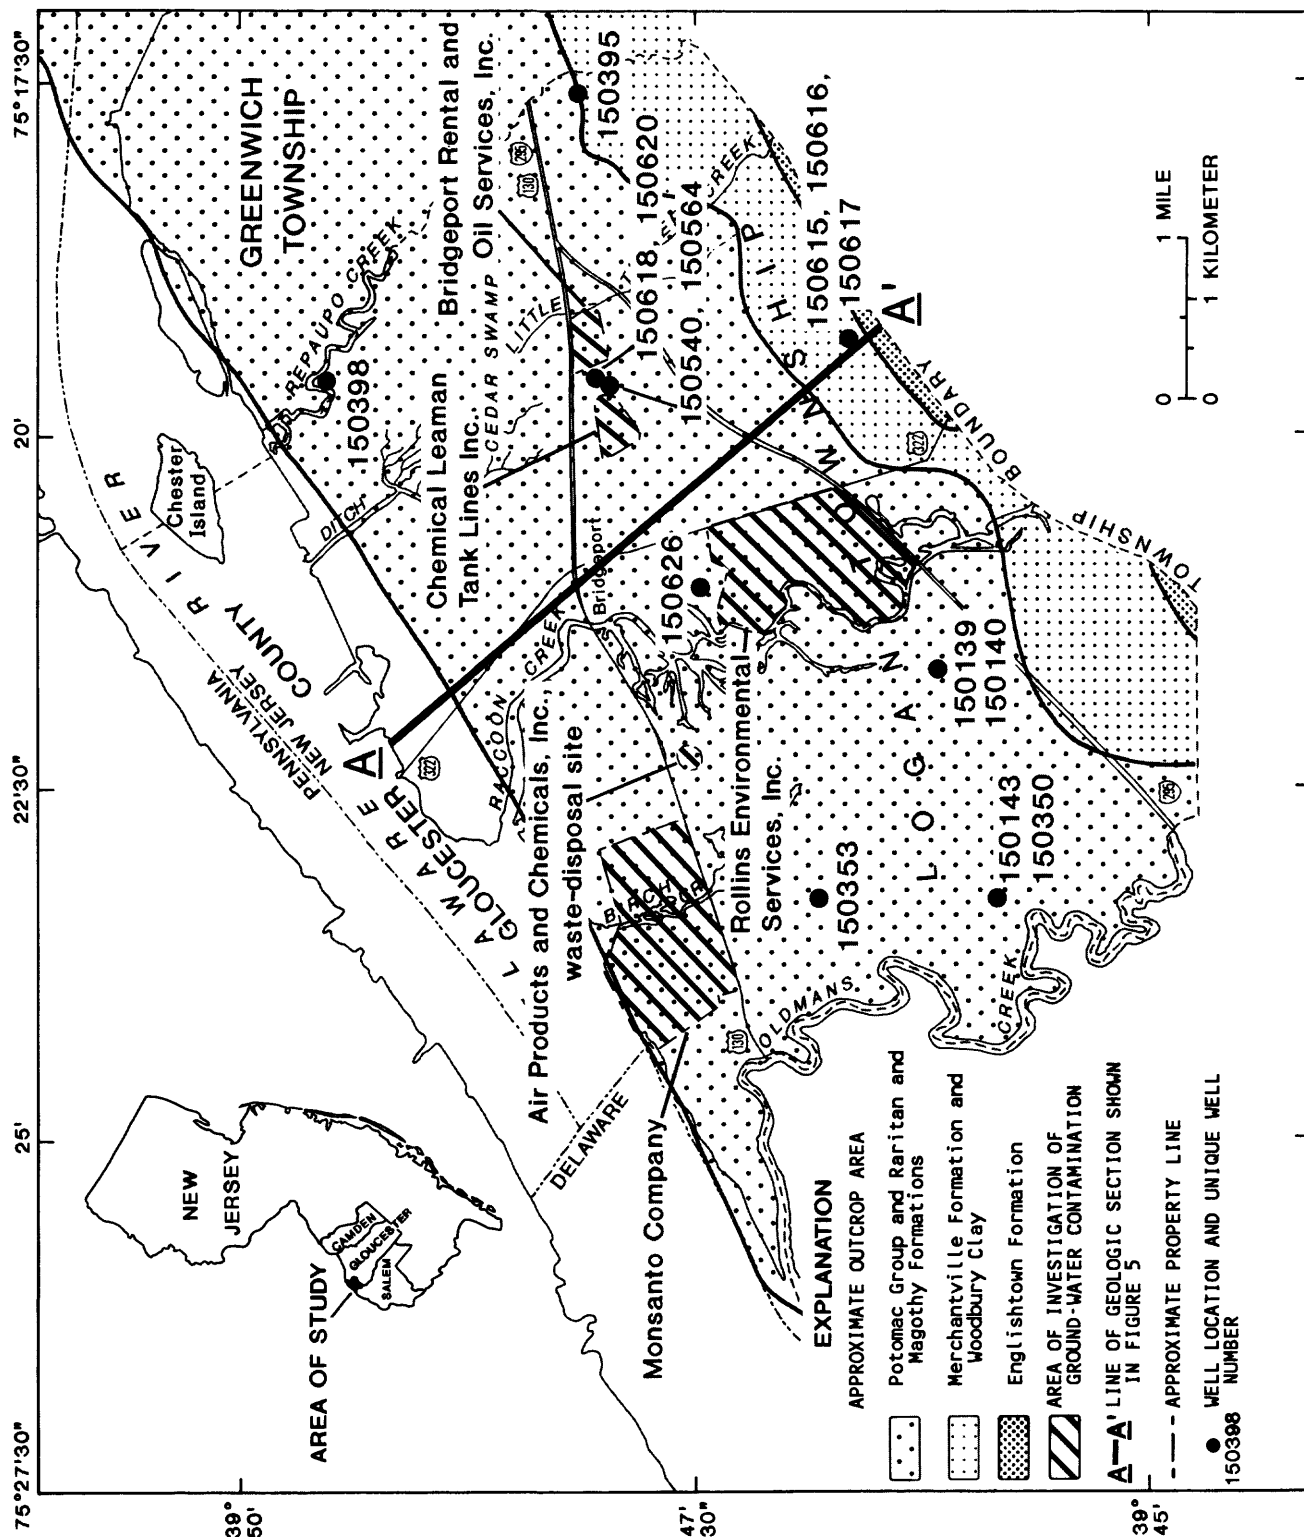 75°27'30"
25'
22'30"
20'
75°17'30"
39°
50'
47'
30"
39°
45'
NEW
JERSEY
CAMDEN
GLOUCESTER
SALEM
AREA OF STUDY
PENNSYLVANIA
NEW JERSEY
DELAWARE
DELAWARE RIVER
GLOUCESTER COUNTY
Chester
Island
GREENWICH
TOWNSHIP
REPAUPO CREEK
150398
DITCH
Chemical Leaman
Tank Lines Inc.
CEDAR SWAMP
Bridgeport Rental and
Oil Services, Inc.
LITTLE
CREEK
295
130
150395
150618 150620
150540 150564
150615, 150616,
150617
A
A'
322
RACCOON
CREEK
Bridgeport
322
150626
Air Products and Chemicals, Inc.,
waste-disposal site
Rollins Environmental
Services, Inc.
BIRCH
Monsanto Company
130
OLDMANS
CREEK
LOGAN
TOWNSHIP
TOWNSHIP
BOUNDARY
150139
150140
150143
150350
150353
295
EXPLANATION
APPROXIMATE OUTCROP AREA
Potomac Group and Raritan and
Magothy Formations
Merchantville Formation and
Woodbury Clay
Englishtown Formation
AREA OF INVESTIGATION OF
GROUND-WATER CONTAMINATION
A—A' LINE OF GEOLOGIC SECTION SHOWN
IN FIGURE 5
APPROXIMATE PROPERTY LINE
150398 WELL LOCATION AND UNIQUE WELL
NUMBER
0 1 MILE
0 1 KILOMETER